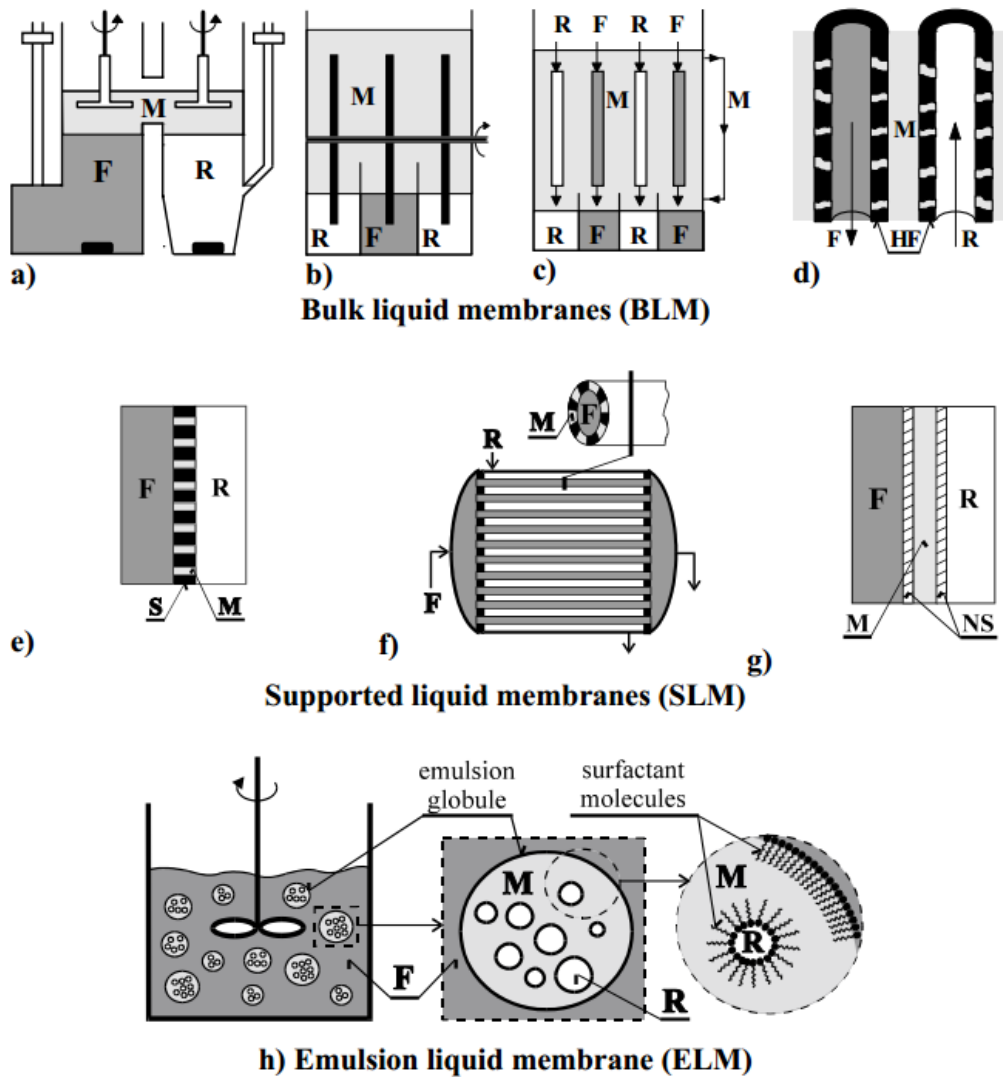 M
F
R
a)
M
R
F
R
b)
R F R F
M
M
R F R F
c)
M
F
HF
R
d)
Bulk liquid membranes (BLM)
F
R
S
M
e)
M
F
R
F
f)
F
R
M
NS
g)
Supported liquid membranes (SLM)
emulsion
globule
surfactant
molecules
M
M
R
F
R
h) Emulsion liquid membrane (ELM)